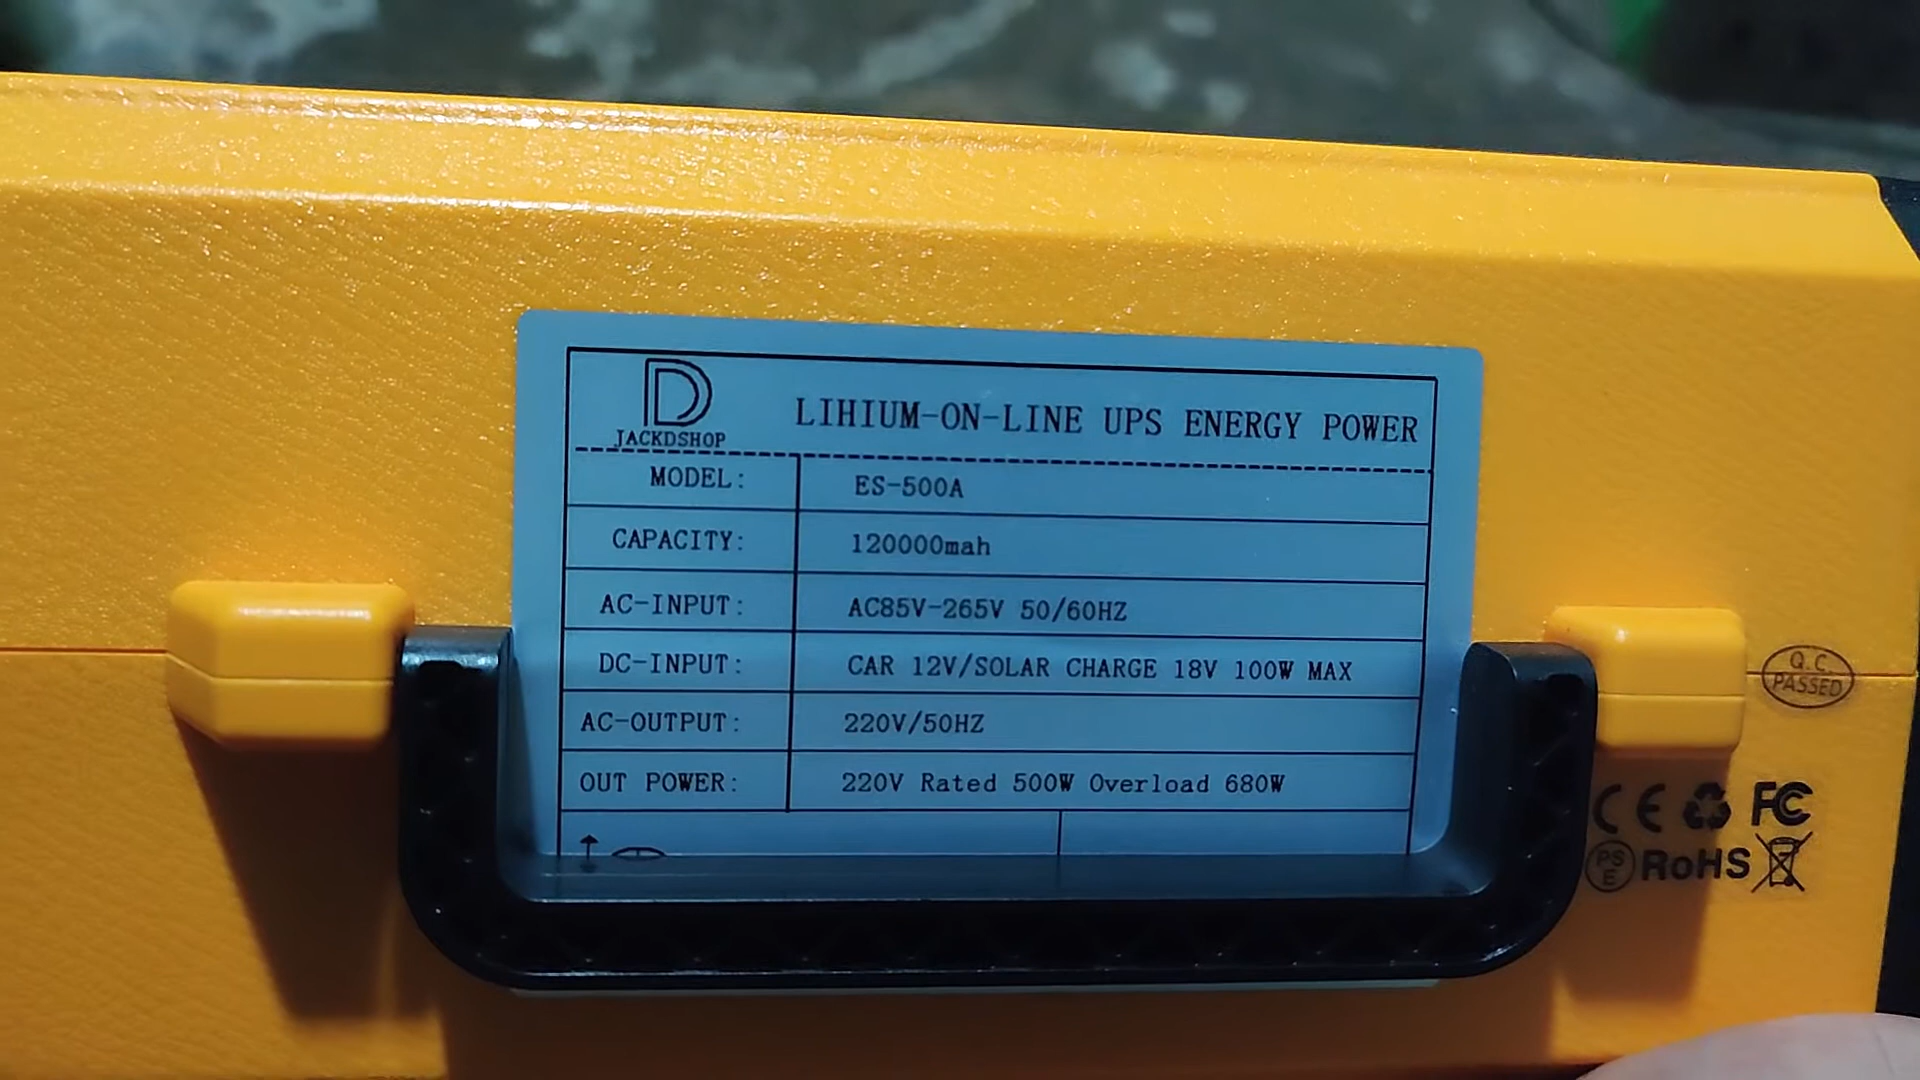 JACKDSHOP
LIHIUM-ON-LINE UPS ENERGY POWER
MODEL: ES-500A
CAPACITY: 120000mah
AC-INPUT: AC85V-265V 50/60HZ
DC-INPUT: CAR 12V/SOLAR CHARGE 18V 100W MAX
AC-OUTPUT: 220V/50HZ
OUT POWER: 220V Rated 500W Overload 680W
Q.C.
PASSED
CE FC
PS
E
RoHS